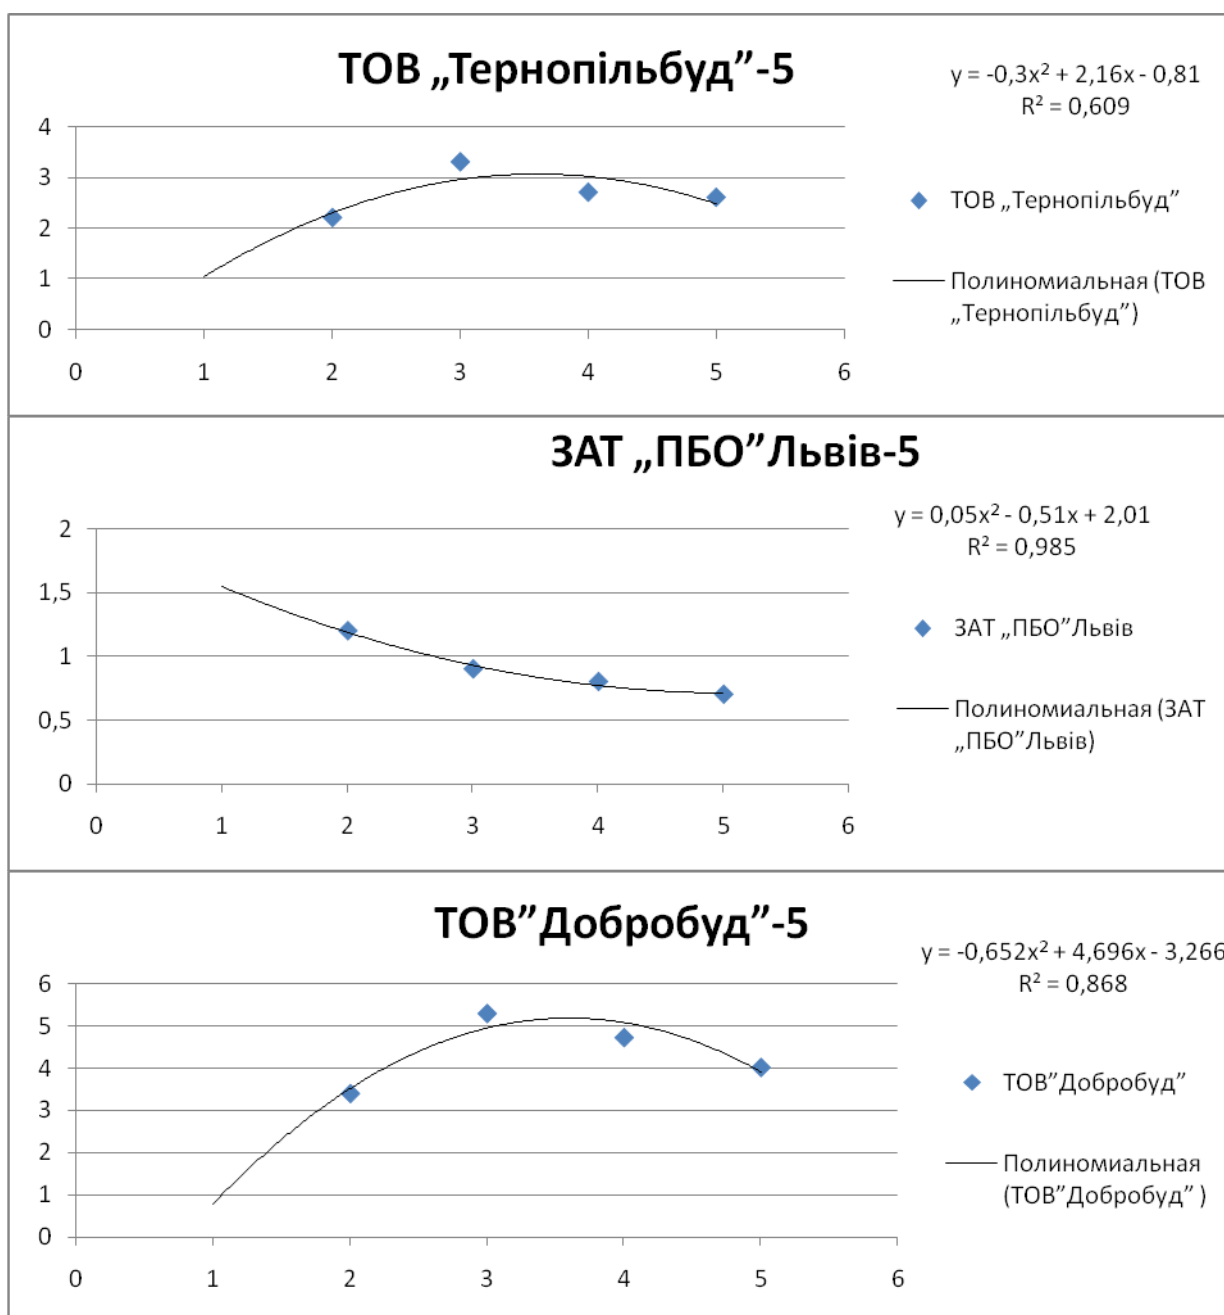 ТОВ „Тернопільбуд”-5
y = -0,3x² + 2,16x - 0,81
R² = 0,609
4
3
2
1
0
0 1 2 3 4 5 6
ТОВ „Тернопільбуд”
Полиномиальная (ТОВ
„Тернопільбуд”)
ЗАТ „ПБО”Львів-5
y = 0,05x² - 0,51x + 2,01
R² = 0,985
2
1,5
1
0,5
0
0 1 2 3 4 5 6
ЗАТ „ПБО”Львів
Полиномиальная (ЗАТ
„ПБО”Львів)
ТОВ”Добробуд”-5
y = -0,652x² + 4,696x - 3,266
R² = 0,868
6
5
4
3
2
1
0
0 1 2 3 4 5 6
ТОВ”Добробуд”
Полиномиальная
(ТОВ”Добробуд” )